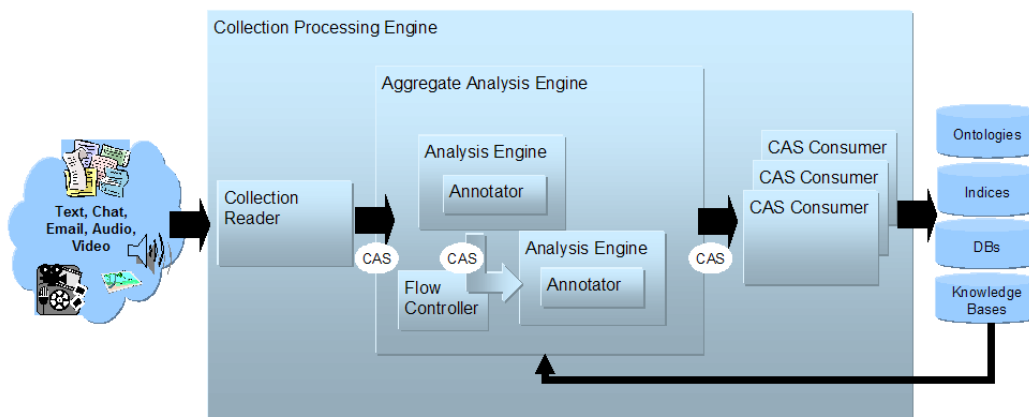 Collection Processing Engine
Aggregate Analysis Engine
Text, Chat,
Email, Audio,
Video
Collection
Reader
CAS
Analysis Engine
Annotator
CAS
Flow
Controller
Analysis Engine
Annotator
CAS
CAS Consumer
CAS Consumer
CAS Consumer
Ontologies
Indices
DBs
Knowledge
Bases